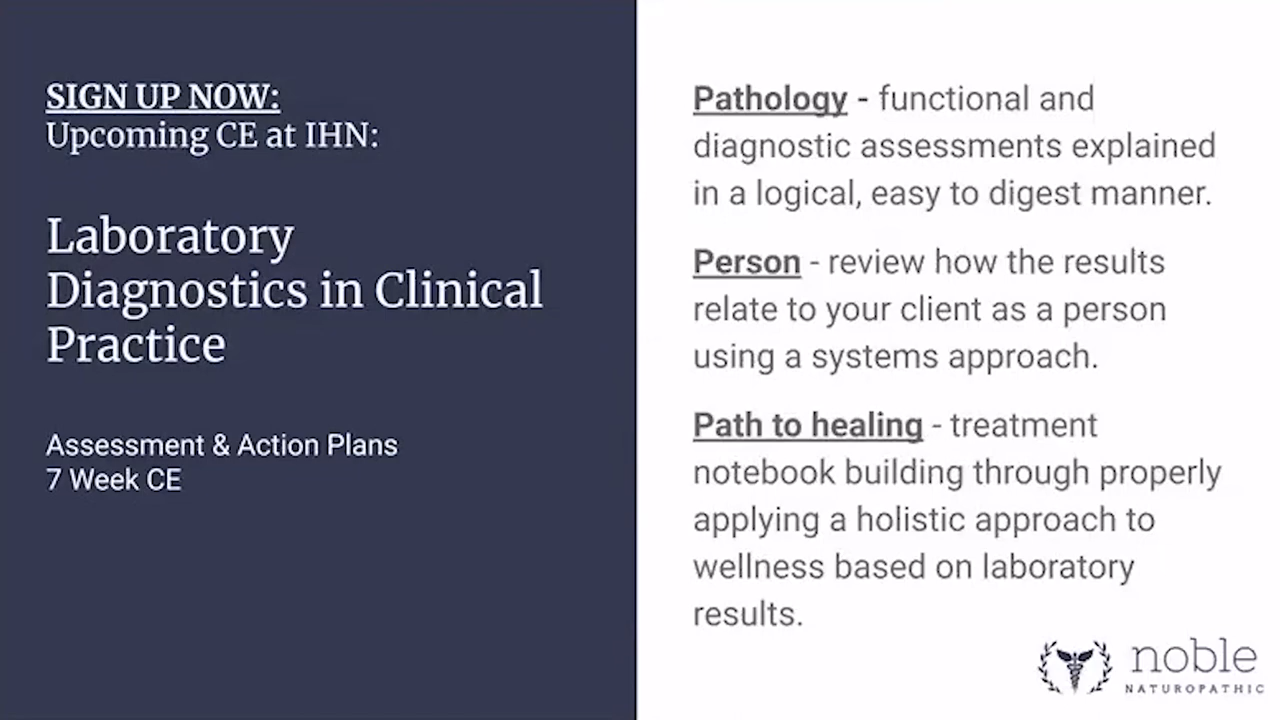 SIGN UP NOW:
Upcoming CE at IHN:
Laboratory
Diagnostics in Clinical
Practice
Assessment & Action Plans
7 Week CE
Pathology - functional and
diagnostic assessments explained
in a logical, easy to digest manner.
Person - review how the results
relate to your client as a person
using a systems approach.
Path to healing - treatment
notebook building through properly
applying a holistic approach to
wellness based on laboratory
results.
noble
NATUROPATHIC